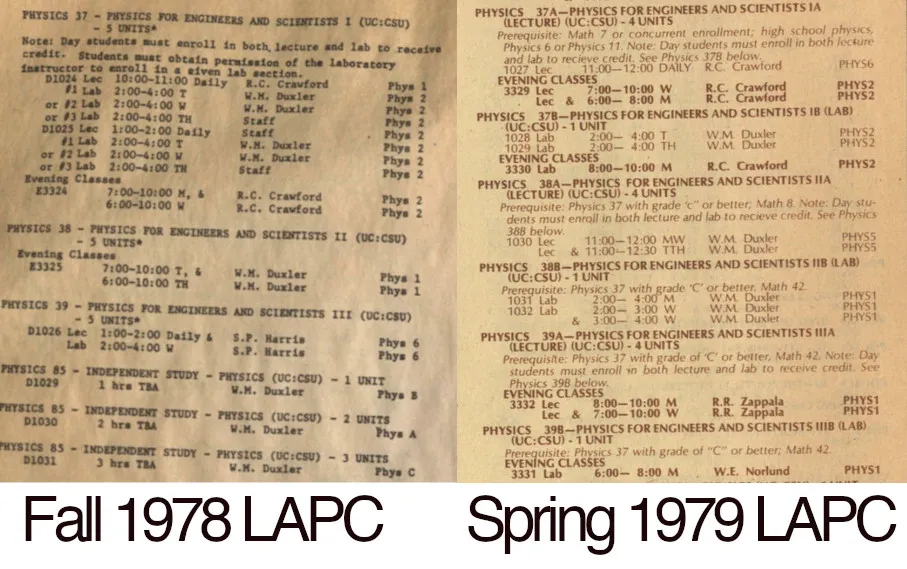 PHYSICS 37 - PHYSICS FOR ENGINEERS AND SCIENTISTS I (UC:CSU)
- 5 UNITS*
Note: Day students must enroll in both lecture and lab to receive
credit. Students must obtain permission of the laboratory
instructor to enroll in a given lab section.
D1024 Lec 10:00-11:00 Daily R.C. Crawford Phys 1
#1 Lab 2:00-4:00 T W.M. Duxler Phys 2
or #2 Lab 2:00-4:00 W W.M. Duxler Phys 2
or #3 Lab 2:00-4:00 TH Staff Phys 2
D1025 Lec 1:00-2:00 Daily Staff Phys 2
#1 Lab 2:00-4:00 T W.M. Duxler Phys 2
or #2 Lab 2:00-4:00 W W.M. Duxler Phys 2
or #3 Lab 2:00-4:00 TH Staff Phys 2
Evening Classes
E3324 7:00-10:00 M, & R.C. Crawford Phys 2
6:00-10:00 W R.C. Crawford Phys 2
PHYSICS 38 - PHYSICS FOR ENGINEERS AND SCIENTISTS II (UC:CSU)
- 5 UNITS*
Evening Classes
E3325 7:00-10:00 T, & W.M. Duxler Phys 1
6:00-10:00 TH W.M. Duxler Phys 1
PHYSICS 39 - PHYSICS FOR ENGINEERS AND SCIENTISTS III (UC:CSU)
- 5 UNITS*
D1026 Lec 1:00-2:00 Daily & S.P. Harris Phys 6
Lab 2:00-4:00 W S.P. Harris Phys 6
PHYSICS 85 - INDEPENDENT STUDY - PHYSICS (UC:CSU) - 1 UNIT
D1029 1 hrs TBA W.M. Duxler Phys B
PHYSICS 85 - INDEPENDENT STUDY - PHYSICS (UC:CSU) - 2 UNITS
D1030 2 hrs TBA W.M. Duxler Phys A
PHYSICS 85 - INDEPENDENT STUDY - PHYSICS (UC:CSU) - 3 UNITS
D1031 3 hrs TBA W.M. Duxler Phys C
Fall 1978 LAPC
PHYSICS 37A—PHYSICS FOR ENGINEERS AND SCIENTISTS IA
(LECTURE) (UC:CSU) - 4 UNITS
Prerequisite: Math 7 or concurrent enrollment; high school physics,
Physics 6 or Physics 11. Note: Day students must enroll in both lecture
and lab to recieve credit. See Physics 37B below.
1027 Lec 11:00—12:00 DAILY R.C. Crawford PHYS6
EVENING CLASSES
3329 Lec 7:00—10:00 W R.C. Crawford PHYS2
Lec & 6:00— 8:00 M R.C. Crawford PHYS2
PHYSICS 37B—PHYSICS FOR ENGINEERS AND SCIENTISTS IB (LAB)
(UC:CSU) - 1 UNIT
1028 Lab 2:00— 4:00 T W.M. Duxler PHYS2
1029 Lab 2:00— 4:00 TH W.M. Duxler PHYS2
EVENING CLASSES
3330 Lab 8:00—10:00 M R.C. Crawford PHYS2
PHYSICS 38A—PHYSICS FOR ENGINEERS AND SCIENTISTS IIA
(LECTURE) (UC:CSU) - 4 UNITS
Prerequisite: Physics 37 with grade "c" or better; Math 8. Note: Day stu-
dents must enroll in both lecture and lab to recieve credit. See Physics
38B below.
1030 Lec 11:00—12:00 MW W.M. Duxler PHYS5
Lec & 11:00—12:30 TTH W.M. Duxler PHYS5
PHYSICS 38B—PHYSICS FOR ENGINEERS AND SCIENTISTS IIB (LAB)
(UC:CSU) - 1 UNIT
Prerequisite: Physics 37 with grade 'C' or better, Math 42.
1031 Lab 2:00— 4:00 M W.M. Duxler PHYS1
1032 Lab 2:00— 3:00 W W.M. Duxler PHYS1
& 3:00— 4:00 W W.M. Duxler PHYS1
PHYSICS 39A—PHYSICS FOR ENGINEERS AND SCIENTISTS IIIA
(LECTURE) (UC:CSU) - 4 UNITS
Prerequisite: Physics 37 with grade of 'C' or better, Math 42. Note: Day
students must enroll in both lecture and lab to receive credit. See
Physics 39B below.
EVENING CLASSES
3332 Lec 8:00—10:00 M R.R. Zappala PHYS1
Lec & 7:00—10:00 W R.R. Zappala PHYS1
PHYSICS 39B—PHYSICS FOR ENGINEERS AND SCIENTISTS IIIB (LAB)
(UC:CSU) - 1 UNIT
Prerequisite: Physics 37 with grade of "C" or better; Math 42.
EVENING CLASSES
3331 Lab 6:00— 8:00 M W.E. Norlund PHYS1
Spring 1979 LAPC